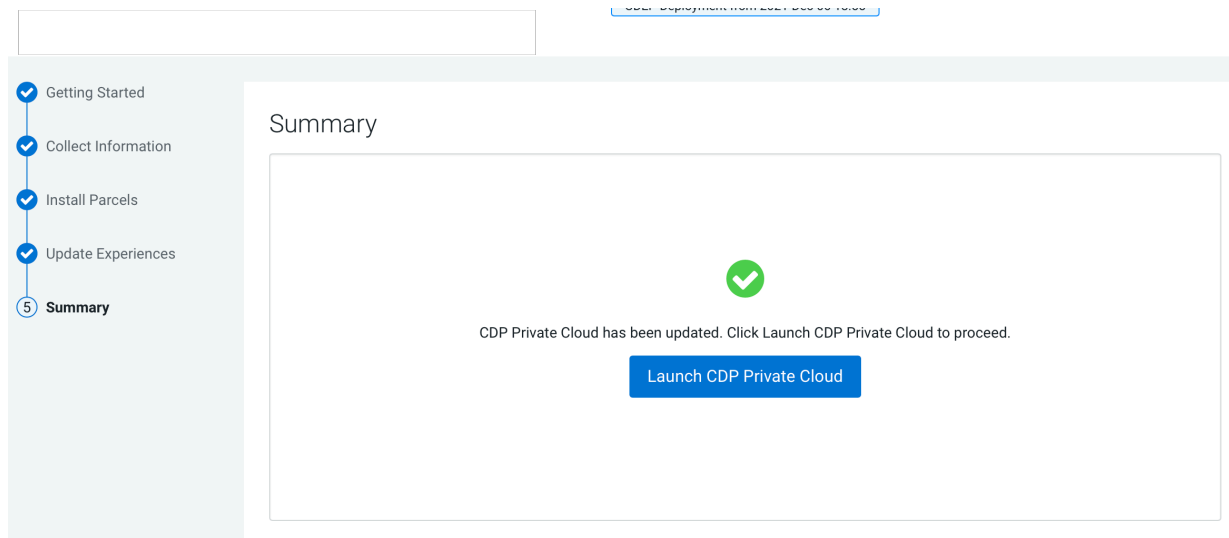 Getting Started
Collect Information
Install Parcels
Update Experiences
5 Summary
Summary
CDP Private Cloud has been updated. Click Launch CDP Private Cloud to proceed.
Launch CDP Private Cloud